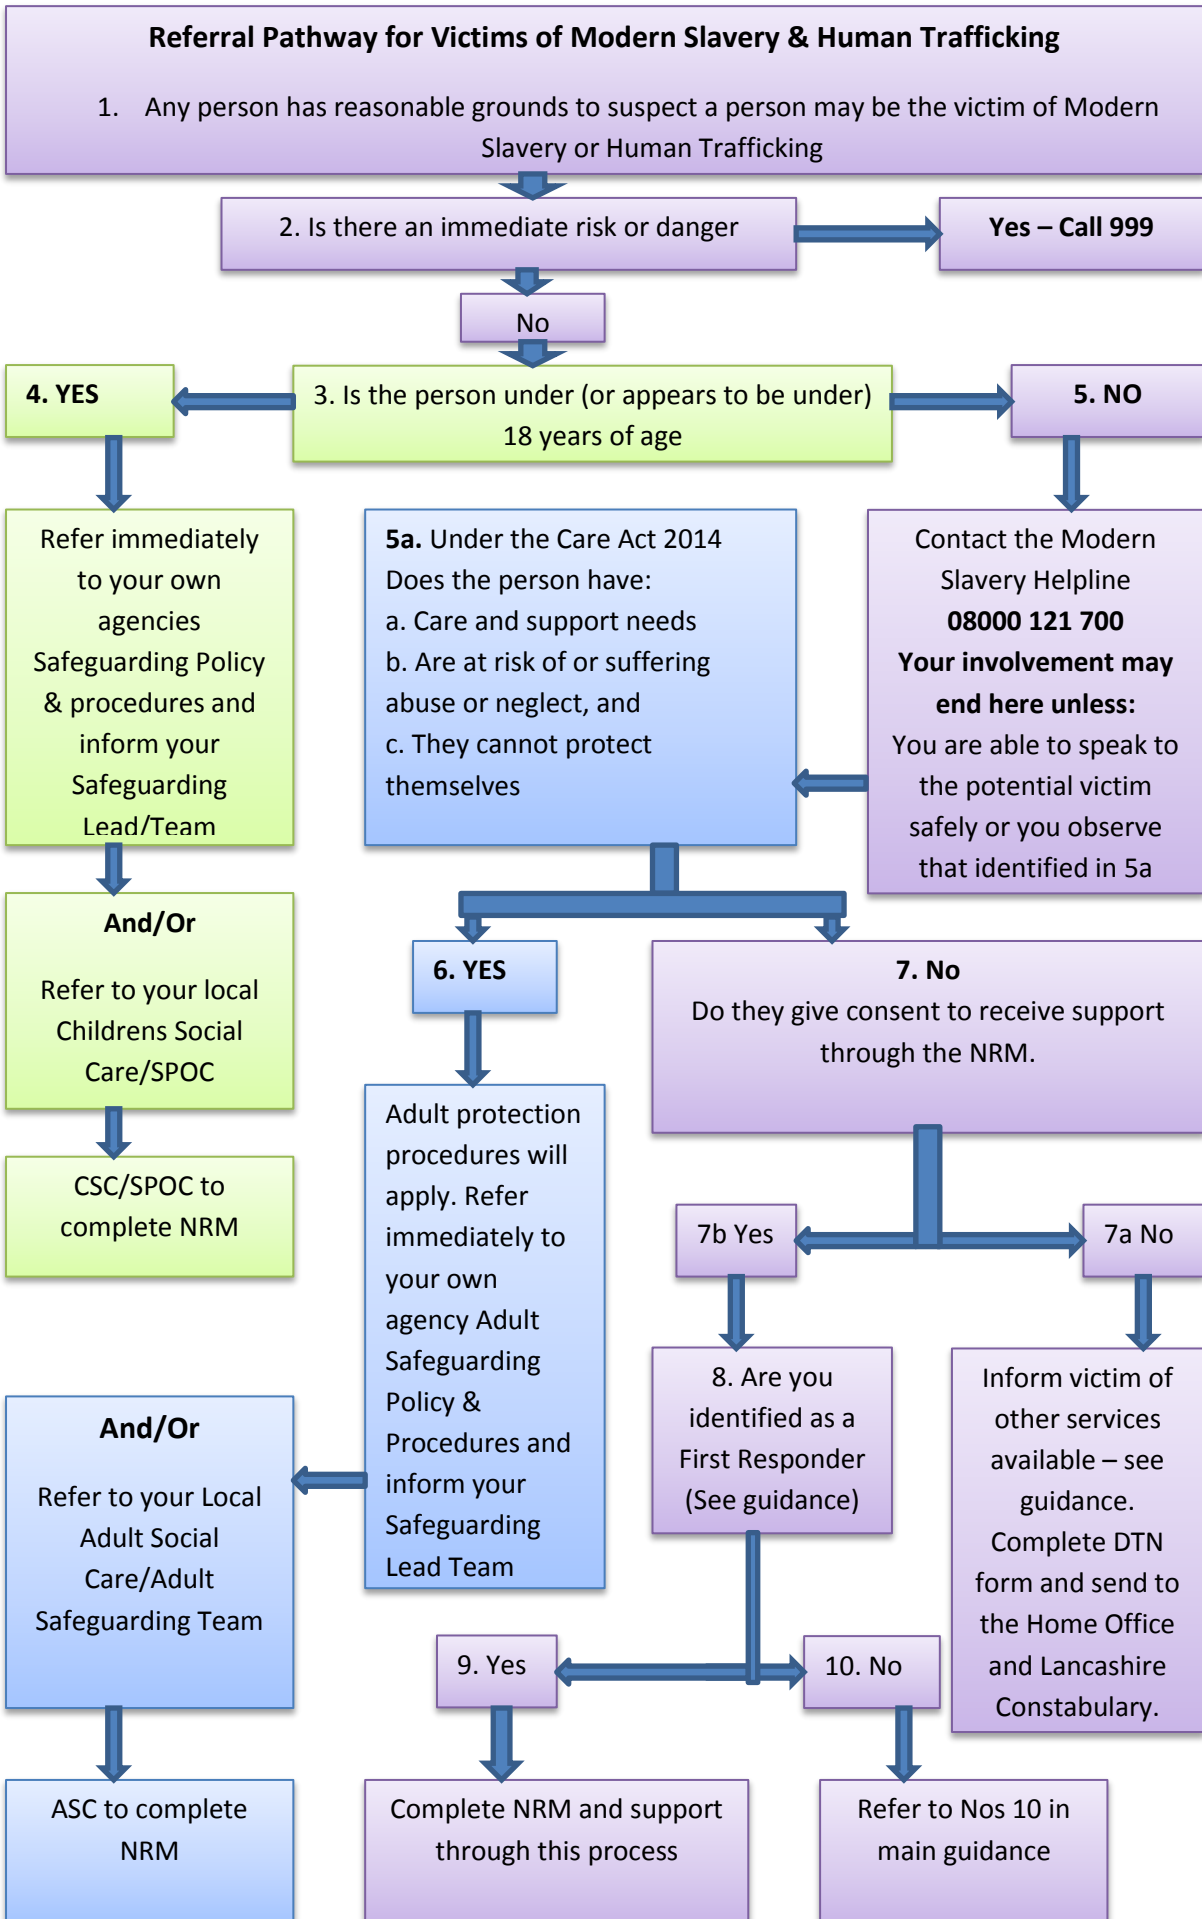 Referral Pathway for Victims of Modern Slavery & Human Trafficking
1. Any person has reasonable grounds to suspect a person may be the victim of Modern
Slavery or Human Trafficking
2. Is there an immediate risk or danger
Yes – Call 999
No
4. YES
3. Is the person under (or appears to be under)
18 years of age
5. NO
Refer immediately
to your own
agencies
Safeguarding Policy
& procedures and
inform your
Safeguarding
Lead/Team
5a. Under the Care Act 2014
Does the person have:
a. Care and support needs
b. Are at risk of or suffering
abuse or neglect, and
c. They cannot protect
themselves
Contact the Modern
Slavery Helpline
08000 121 700
Your involvement may
end here unless:
You are able to speak to
the potential victim
safely or you observe
that identified in 5a
And/Or
Refer to your local
Childrens Social
Care/SPOC
CSC/SPOC to
complete NRM
6. YES
7. No
Do they give consent to receive support
through the NRM.
Adult protection
procedures will
apply. Refer
immediately to
your own
agency Adult
Safeguarding
Policy &
Procedures and
inform your
Safeguarding
Lead Team
7b Yes
7a No
8. Are you
identified as a
First Responder
(See guidance)
Inform victim of
other services
available – see
guidance.
Complete DTN
form and send to
the Home Office
and Lancashire
Constabulary.
And/Or
Refer to your Local
Adult Social
Care/Adult
Safeguarding Team
9. Yes
10. No
ASC to complete
NRM
Complete NRM and support
through this process
Refer to Nos 10 in
main guidance